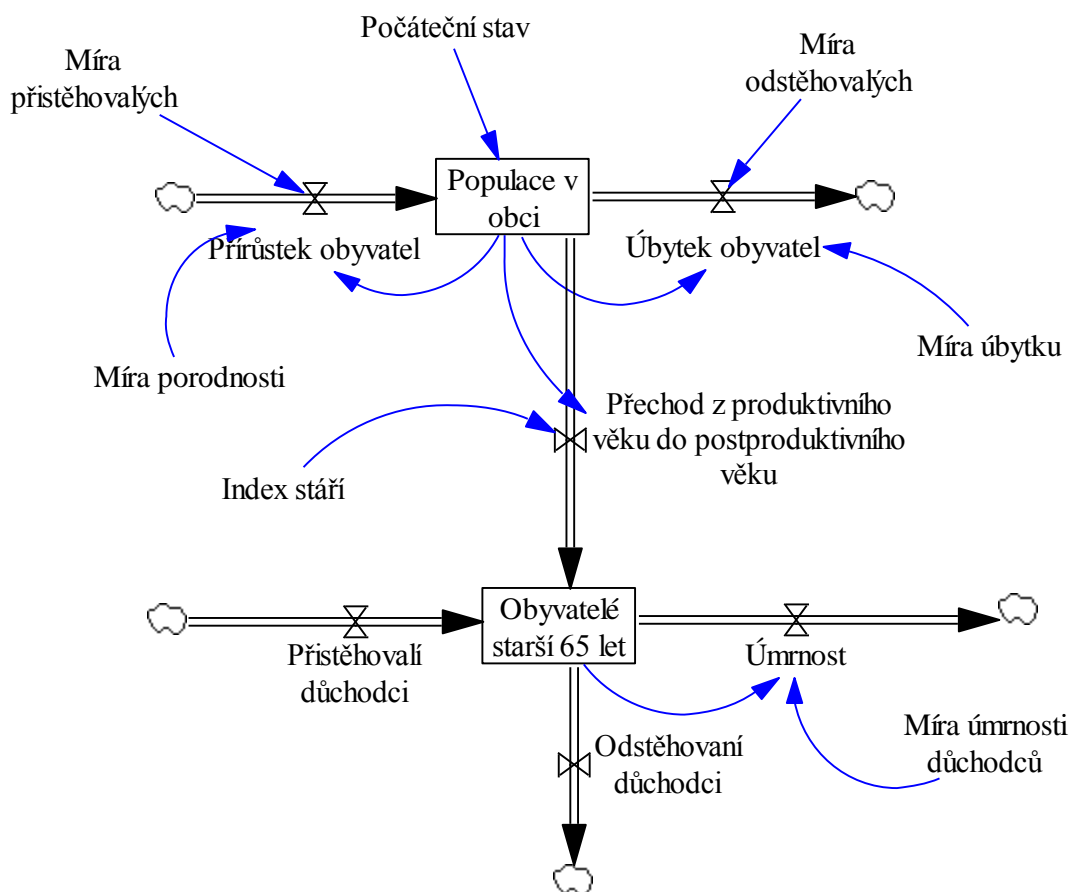 Počáteční stav
Míra
přistěhovalých
Míra
odstěhovalých
Populace v
obci
Přírůstek obyvatel
Úbytek obyvatel
Míra úbytku
Míra porodnosti
Přechod z produktivního
věku do postproduktivního
věku
Index stáří
Obyvatelé
starší 65 let
Přistěhovalí
důchodci
Úmrnost
Míra úmrnosti
důchodců
Odstěhovaní
důchodci